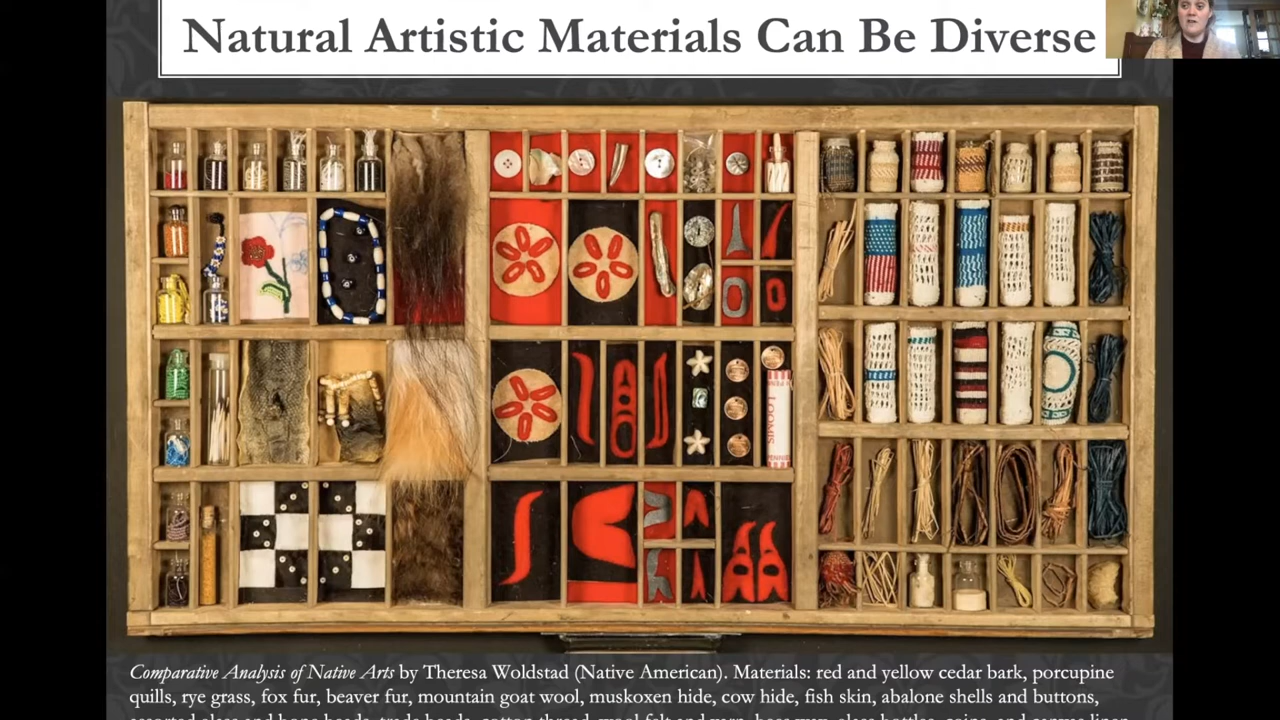 Natural Artistic Materials Can Be Diverse
LOOMIS
Comparative Analysis of Native Arts by Theresa Woldstad (Native American). Materials: red and yellow cedar bark, porcupine
quills, rye grass, fox fur, beaver fur, mountain goat wool, muskoxen hide, cow hide, fish skin, abalone shells and buttons,